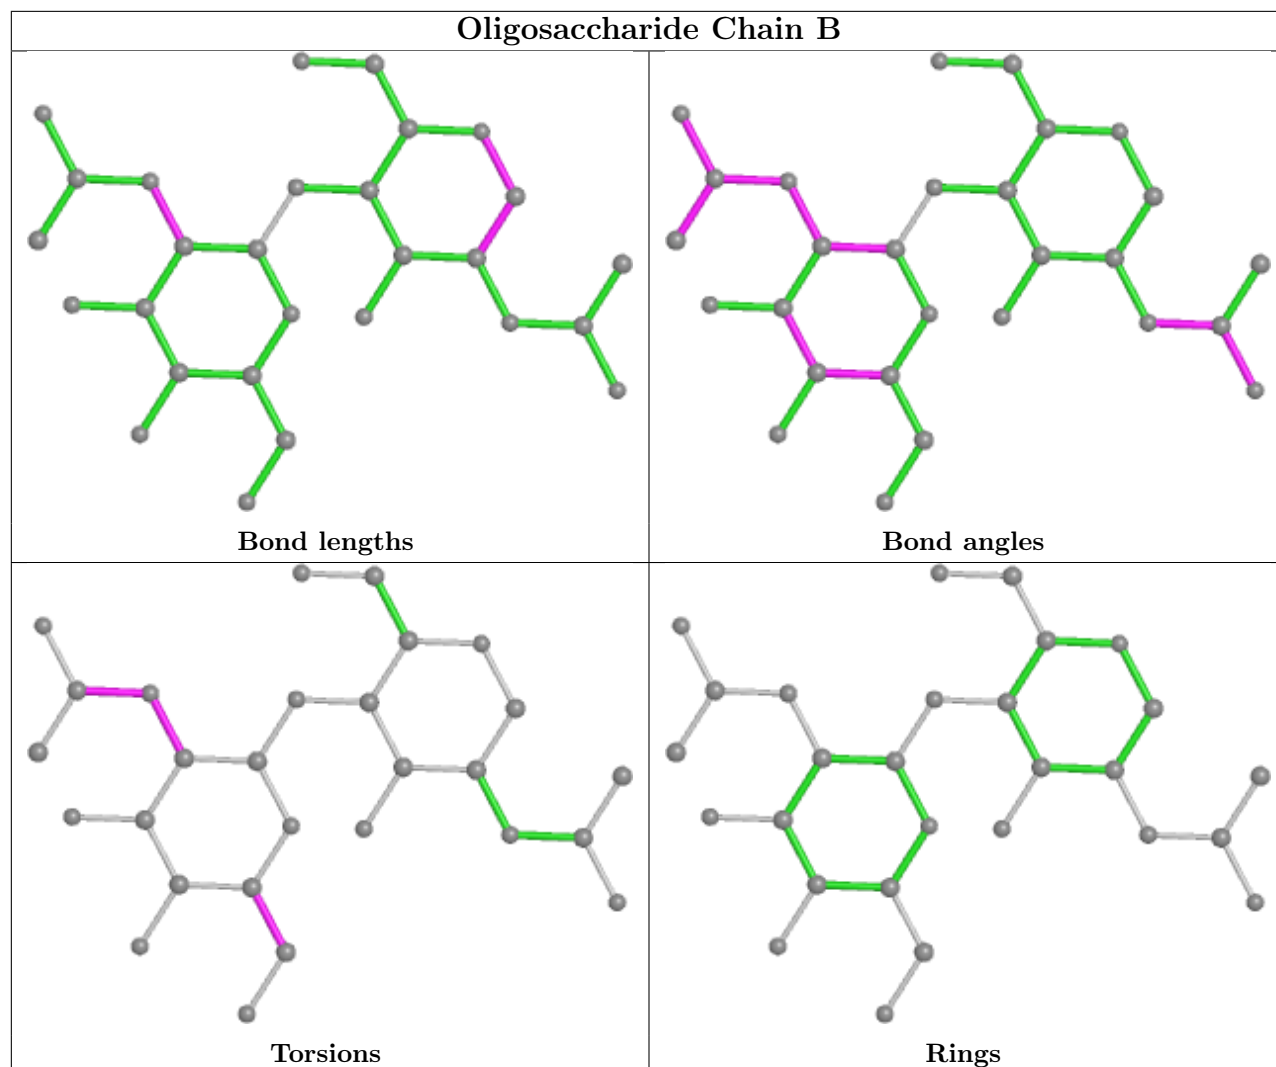 Oligosaccharide Chain B
Bond lengths
Bond angles
Torsions
Rings